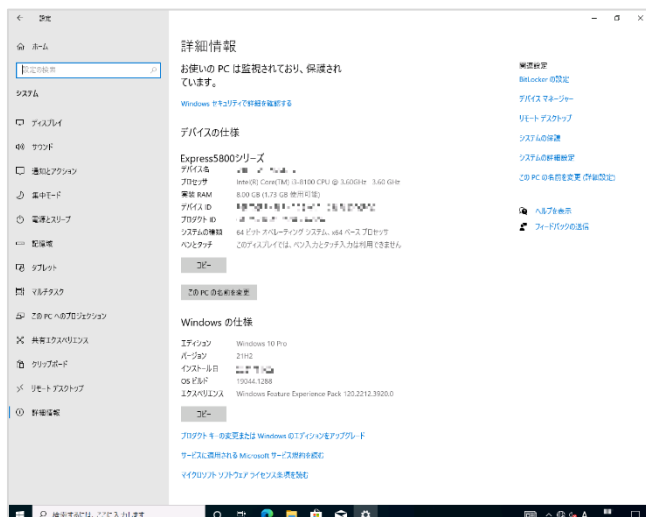 設定
ホーム
設定の検索
システム
ディスプレイ
サウンド
通知とアクション
集中モード
電源とスリープ
記憶域
タブレット
マルチタスク
この PC へのプロジェクション
共有エクスペリエンス
クリップボード
リモート デスクトップ
詳細情報
詳細情報
お使いの PC は監視されており、保護され
ています。
Windows セキュリティで詳細を確認する
デバイスの仕様
Express5800シリーズ
デバイス名
プロセッサ Intel(R) Core(TM) i3-8100 CPU @ 3.60GHz 3.60 GHz
実装 RAM 8.00 GB (1.73 GB 使用可能)
デバイス ID
プロダクト ID
システムの種類 64 ビット オペレーティング システム、x64 ベース プロセッサ
ペンとタッチ このディスプレイでは、ペン入力とタッチ入力は利用できません
コピー
この PC の名前を変更
Windows の仕様
エディション Windows 10 Pro
バージョン 21H2
インストール日
OS ビルド 19044.1288
エクスペリエンス Windows Feature Experience Pack 120.2212.3920.0
コピー
プロダクト キーの変更または Windows のエディションをアップグレード
サービスに適用される Microsoft サービス規約を読む
マイクロソフト ソフトウェア ライセンス条項を読む
関連設定
BitLocker の設定
デバイス マネージャー
リモート デスクトップ
システムの保護
システムの詳細設定
この PC の名前を変更 (詳細設定)
ヘルプを表示
フィードバックの送信
検索するには、ここに入力します
A